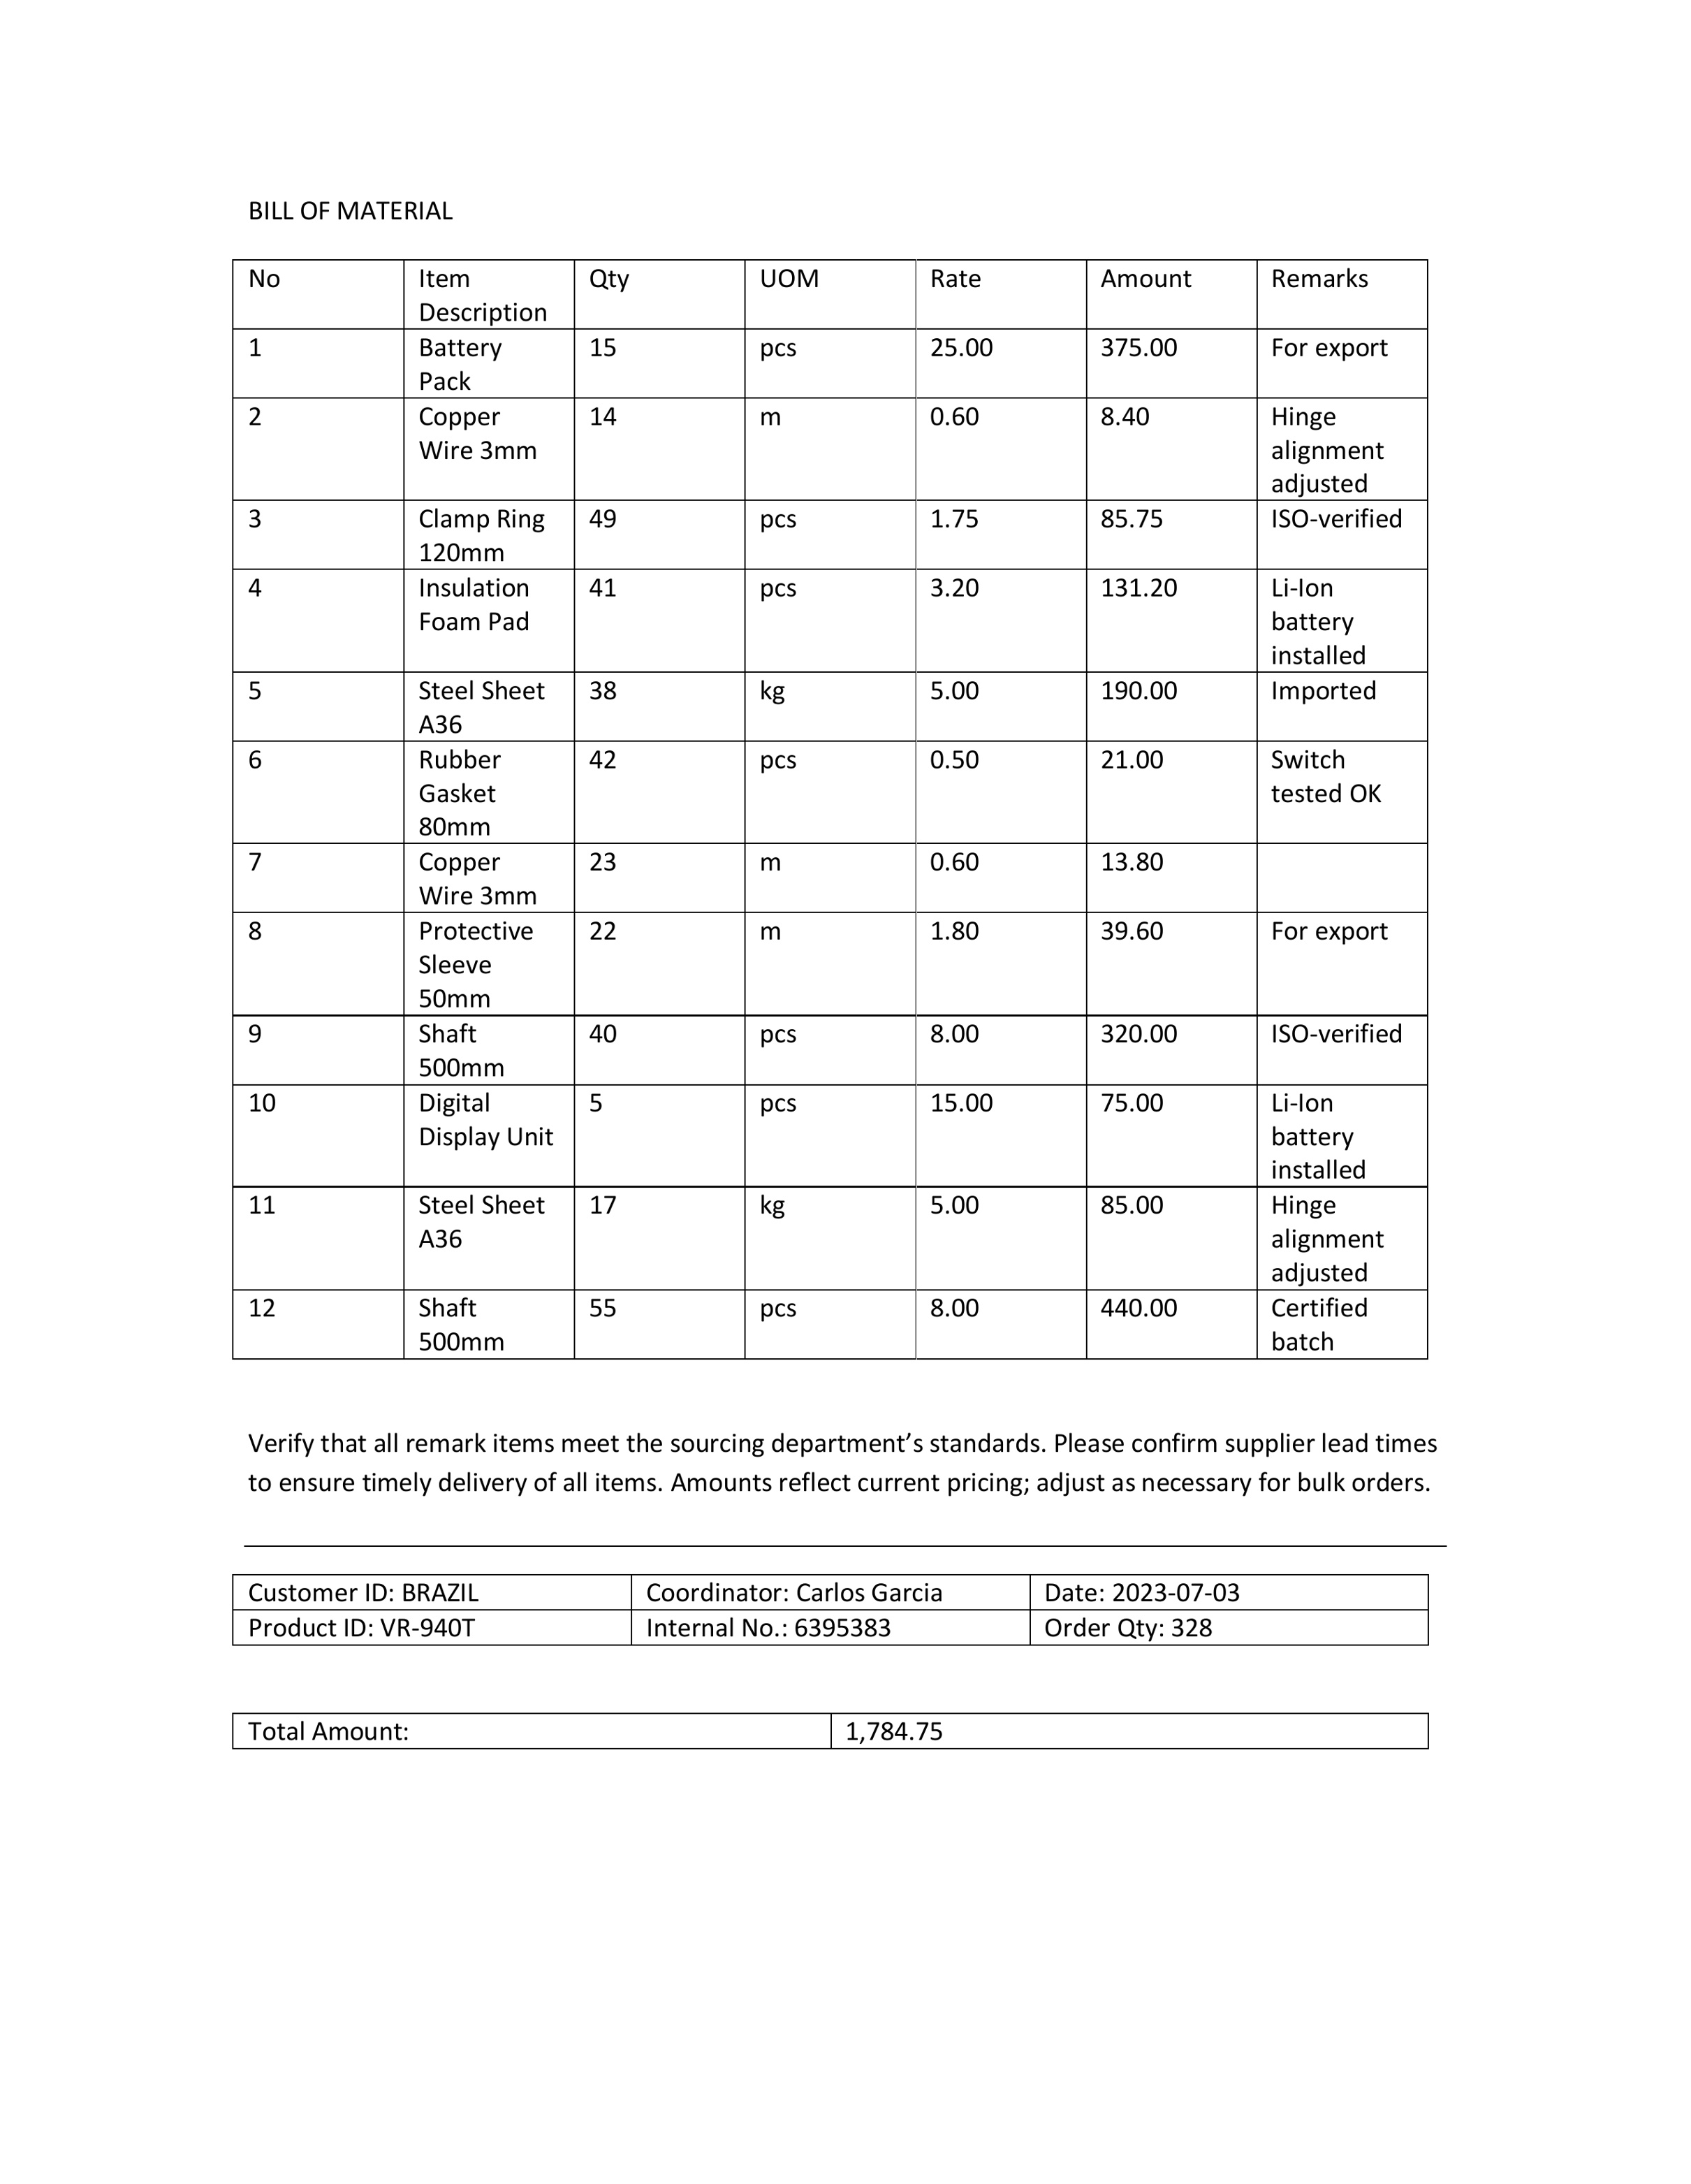 BILL OF MATERIAL
No Item Description Qty UOM Rate Amount Remarks
1 Battery Pack 15 pcs 25.00 375.00 For export
2 Copper Wire 3mm 14 m 0.60 8.40 Hinge alignment adjusted
3 Clamp Ring 120mm 49 pcs 1.75 85.75 ISO-verified
4 Insulation Foam Pad 41 pcs 3.20 131.20 Li-Ion battery installed
5 Steel Sheet A36 38 kg 5.00 190.00 Imported
6 Rubber Gasket 80mm 42 pcs 0.50 21.00 Switch tested OK
7 Copper Wire 3mm 23 m 0.60 13.80
8 Protective Sleeve 50mm 22 m 1.80 39.60 For export
9 Shaft 500mm 40 pcs 8.00 320.00 ISO-verified
10 Digital Display Unit 5 pcs 15.00 75.00 Li-Ion battery installed
11 Steel Sheet A36 17 kg 5.00 85.00 Hinge alignment adjusted
12 Shaft 500mm 55 pcs 8.00 440.00 Certified batch
Verify that all remark items meet the sourcing department’s standards. Please confirm supplier lead times
to ensure timely delivery of all items. Amounts reflect current pricing; adjust as necessary for bulk orders.
Customer ID: BRAZIL Coordinator: Carlos Garcia Date: 2023-07-03
Product ID: VR-940T Internal No.: 6395383 Order Qty: 328
Total Amount: 1,784.75